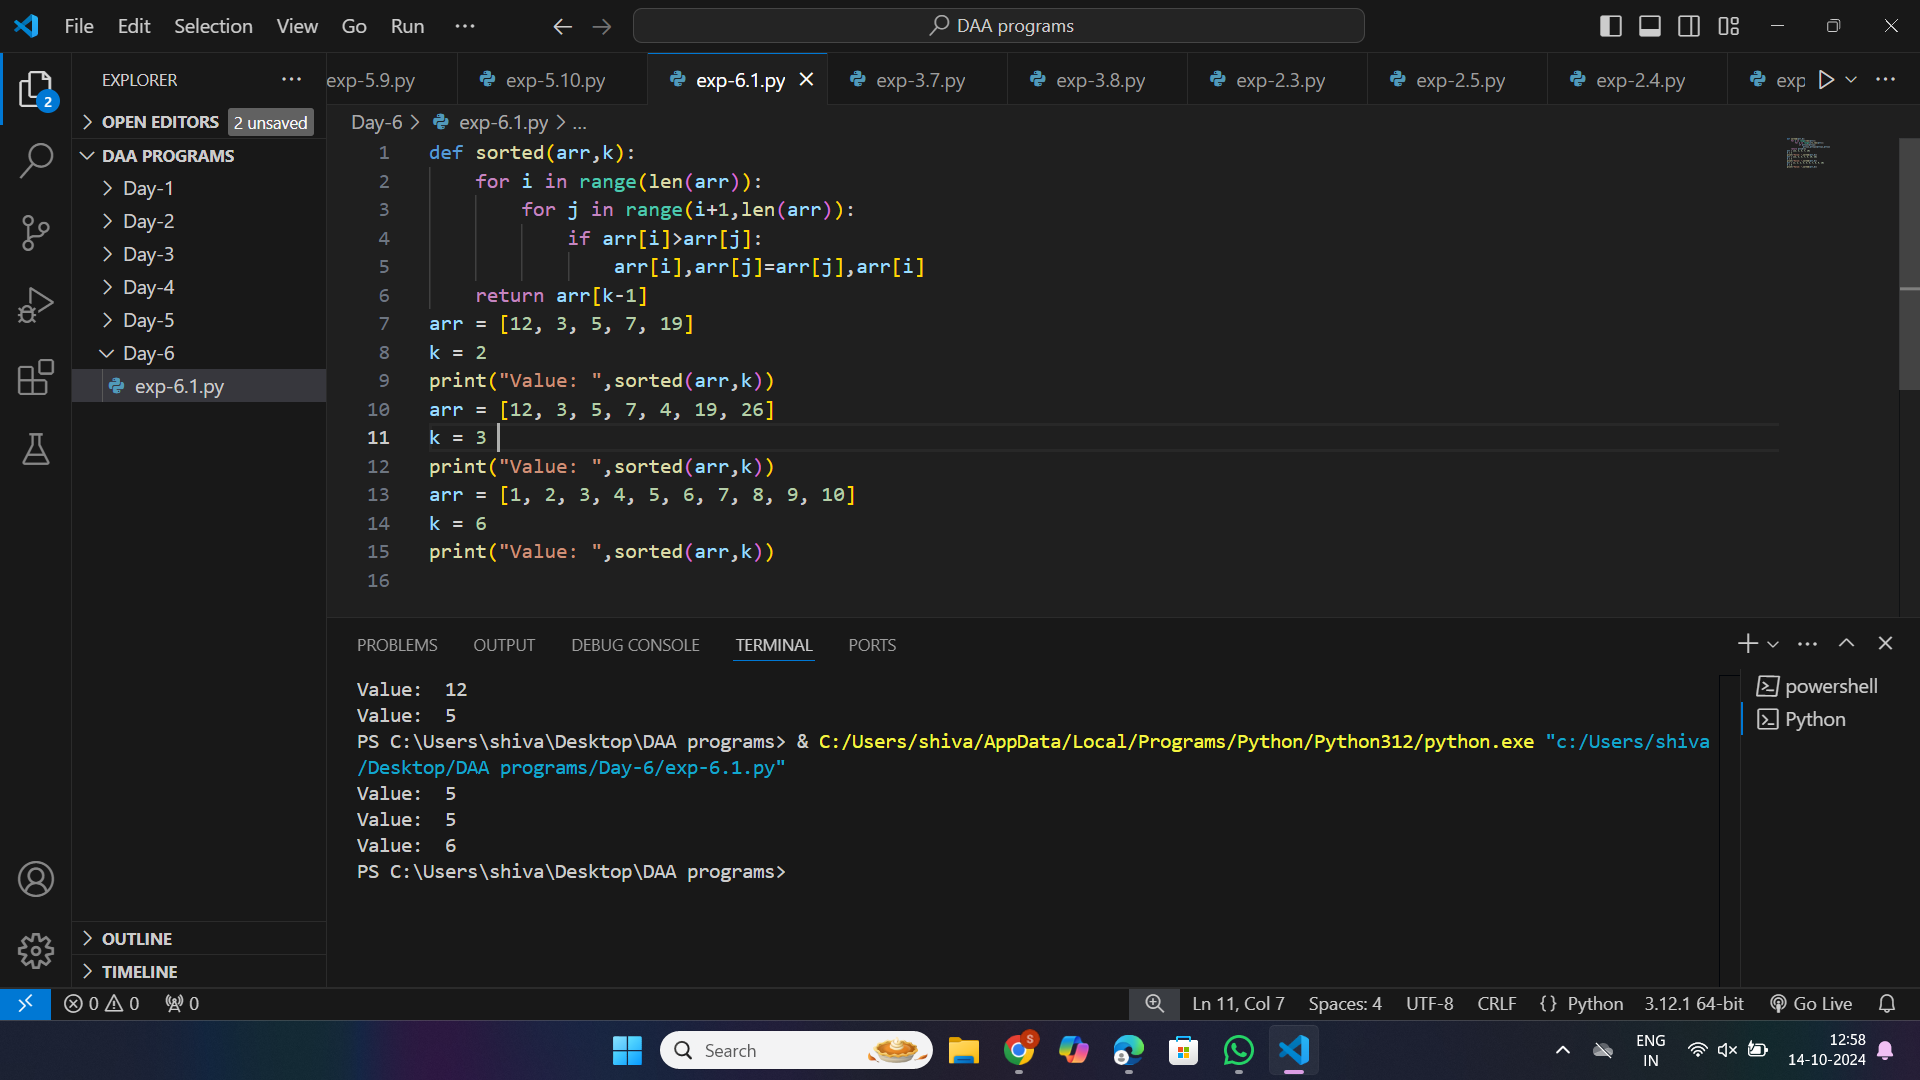 File Edit Selection View Go Run ···
DAA programs
EXPLORER ···
OPEN EDITORS 2 unsaved
DAA PROGRAMS
Day-1
Day-2
Day-3
Day-4
Day-5
Day-6
exp-6.1.py
OUTLINE
TIMELINE
2
exp-5.9.py exp-5.10.py exp-6.1.py exp-3.7.py exp-3.8.py exp-2.3.py exp-2.5.py exp-2.4.py exp ···
Day-6 > exp-6.1.py > ...
1 def sorted(arr,k):
2 for i in range(len(arr)):
3 for j in range(i+1,len(arr)):
4 if arr[i]>arr[j]:
5 arr[i],arr[j]=arr[j],arr[i]
6 return arr[k-1]
7 arr = [12, 3, 5, 7, 19]
8 k = 2
9 print("Value: ",sorted(arr,k))
10 arr = [12, 3, 5, 7, 4, 19, 26]
11 k = 3
12 print("Value: ",sorted(arr,k))
13 arr = [1, 2, 3, 4, 5, 6, 7, 8, 9, 10]
14 k = 6
15 print("Value: ",sorted(arr,k))
16
PROBLEMS OUTPUT DEBUG CONSOLE TERMINAL PORTS
Value:  12
Value:  5
PS C:\Users\shiva\Desktop\DAA programs> & C:/Users/shiva/AppData/Local/Programs/Python/Python312/python.exe "c:/Users/shiva
/Desktop/DAA programs/Day-6/exp-6.1.py"
Value:  5
Value:  5
Value:  6
PS C:\Users\shiva\Desktop\DAA programs>
powershell
Python
0 0 0
Ln 11, Col 7 Spaces: 4 UTF-8 CRLF {} Python 3.12.1 64-bit Go Live
Search
S
ENG
IN
12:58
14-10-2024